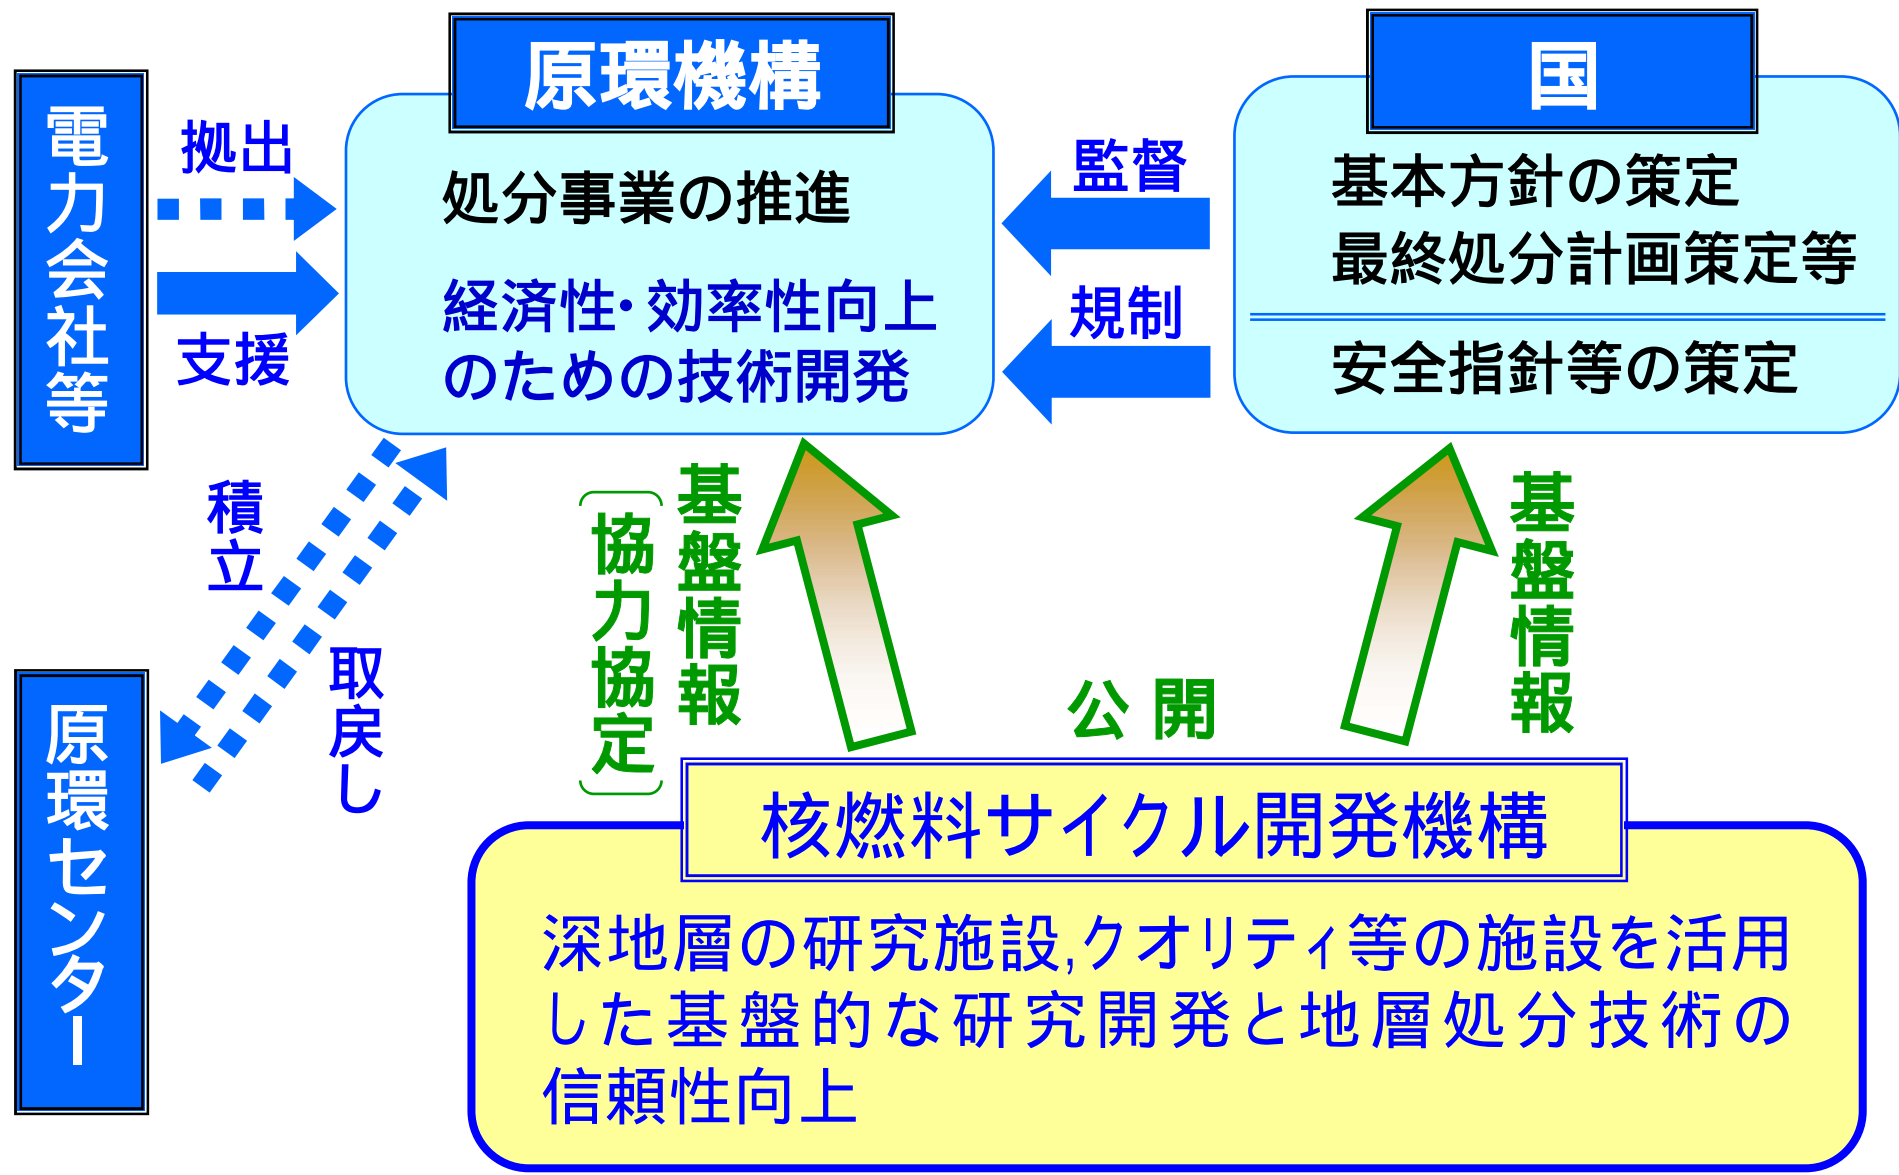 電力会社等
拠出
支援
原環機構
処分事業の推進
経済性・効率性向上
のための技術開発
監督
規制
国
基本方針の策定
最終処分計画策定等
安全指針等の策定
積立
取戻し
原環センター
協力協定
基盤情報
公開
基盤情報
核燃料サイクル開発機構
深地層の研究施設,クオリティ等の施設を活用
した基盤的な研究開発と地層処分技術の
信頼性向上